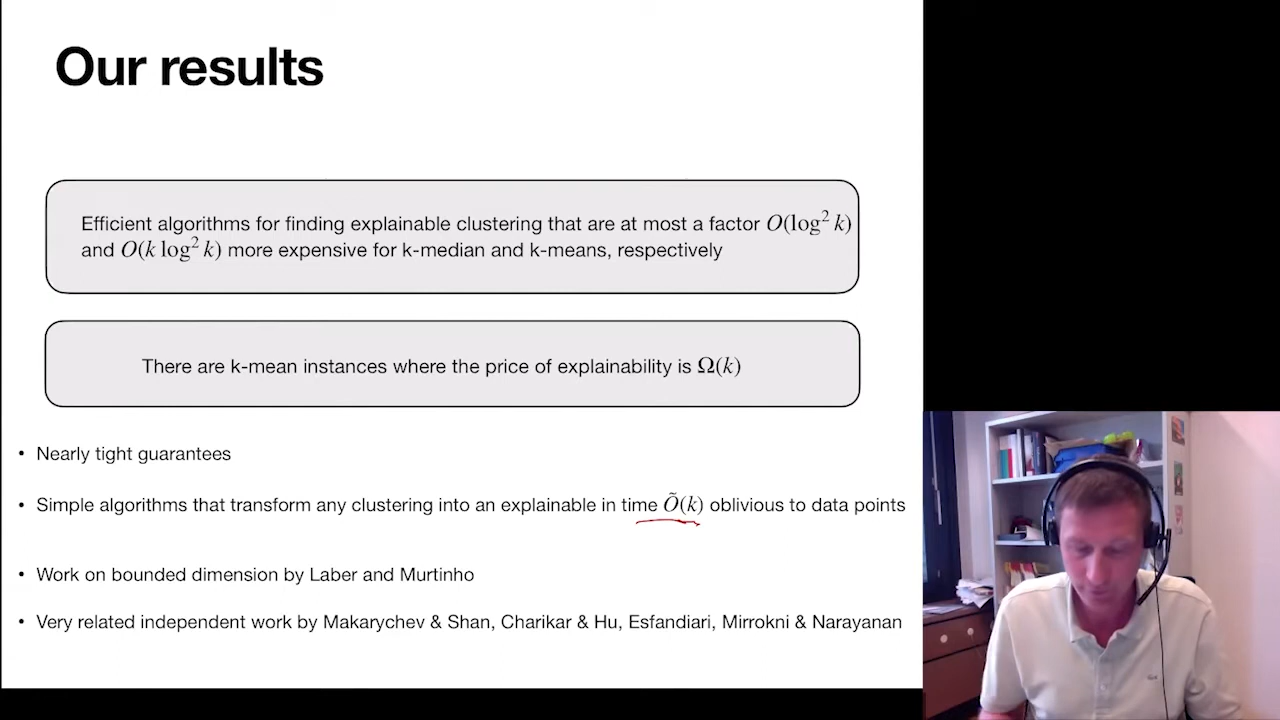 Our results
Efficient algorithms for finding explainable clustering that are at most a factor O(log² k)
and O(k log² k) more expensive for k-median and k-means, respectively
There are k-mean instances where the price of explainability is Ω(k)
• Nearly tight guarantees
• Simple algorithms that transform any clustering into an explainable in time Õ(k) oblivious to data points
• Work on bounded dimension by Laber and Murtinho
• Very related independent work by Makarychev & Shan, Charikar & Hu, Esfandiari, Mirrokni & Narayanan